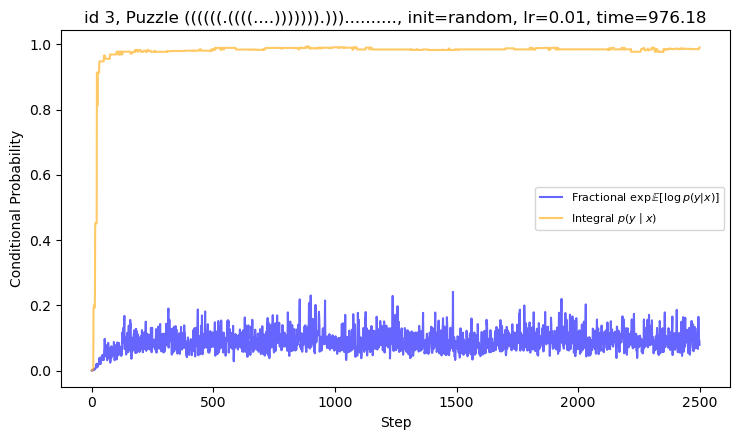 id 3, Puzzle ((((((.((((....))))))).))).........., init=random, lr=0.01, time=976.18
Conditional Probability
1.0
0.8
0.6
0.4
0.2
0.0
Fractional exp𝔼[log p(y|x)]
Integral p(y | x)
0 500 1000 1500 2000 2500
Step